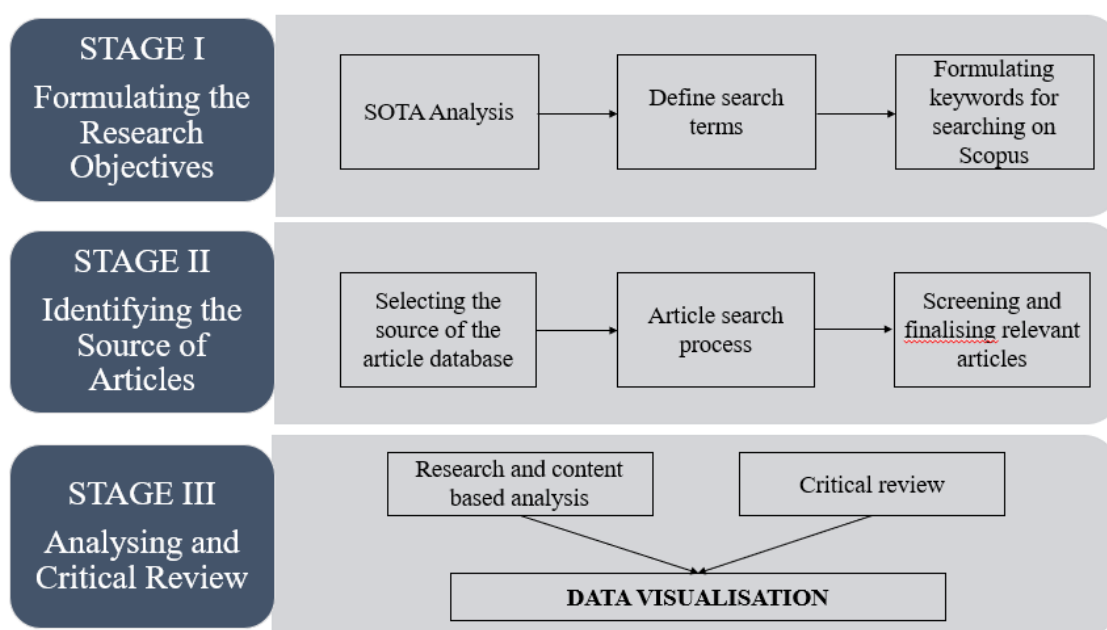 STAGE I
Formulating the
Research
Objectives
SOTA Analysis
Define search
terms
Formulating
keywords for
searching on
Scopus
STAGE II
Identifying the
Source of
Articles
Selecting the
source of the
article database
Article search
process
Screening and
finalising relevant
articles
STAGE III
Analysing and
Critical Review
Research and content
based analysis
Critical review
DATA VISUALISATION